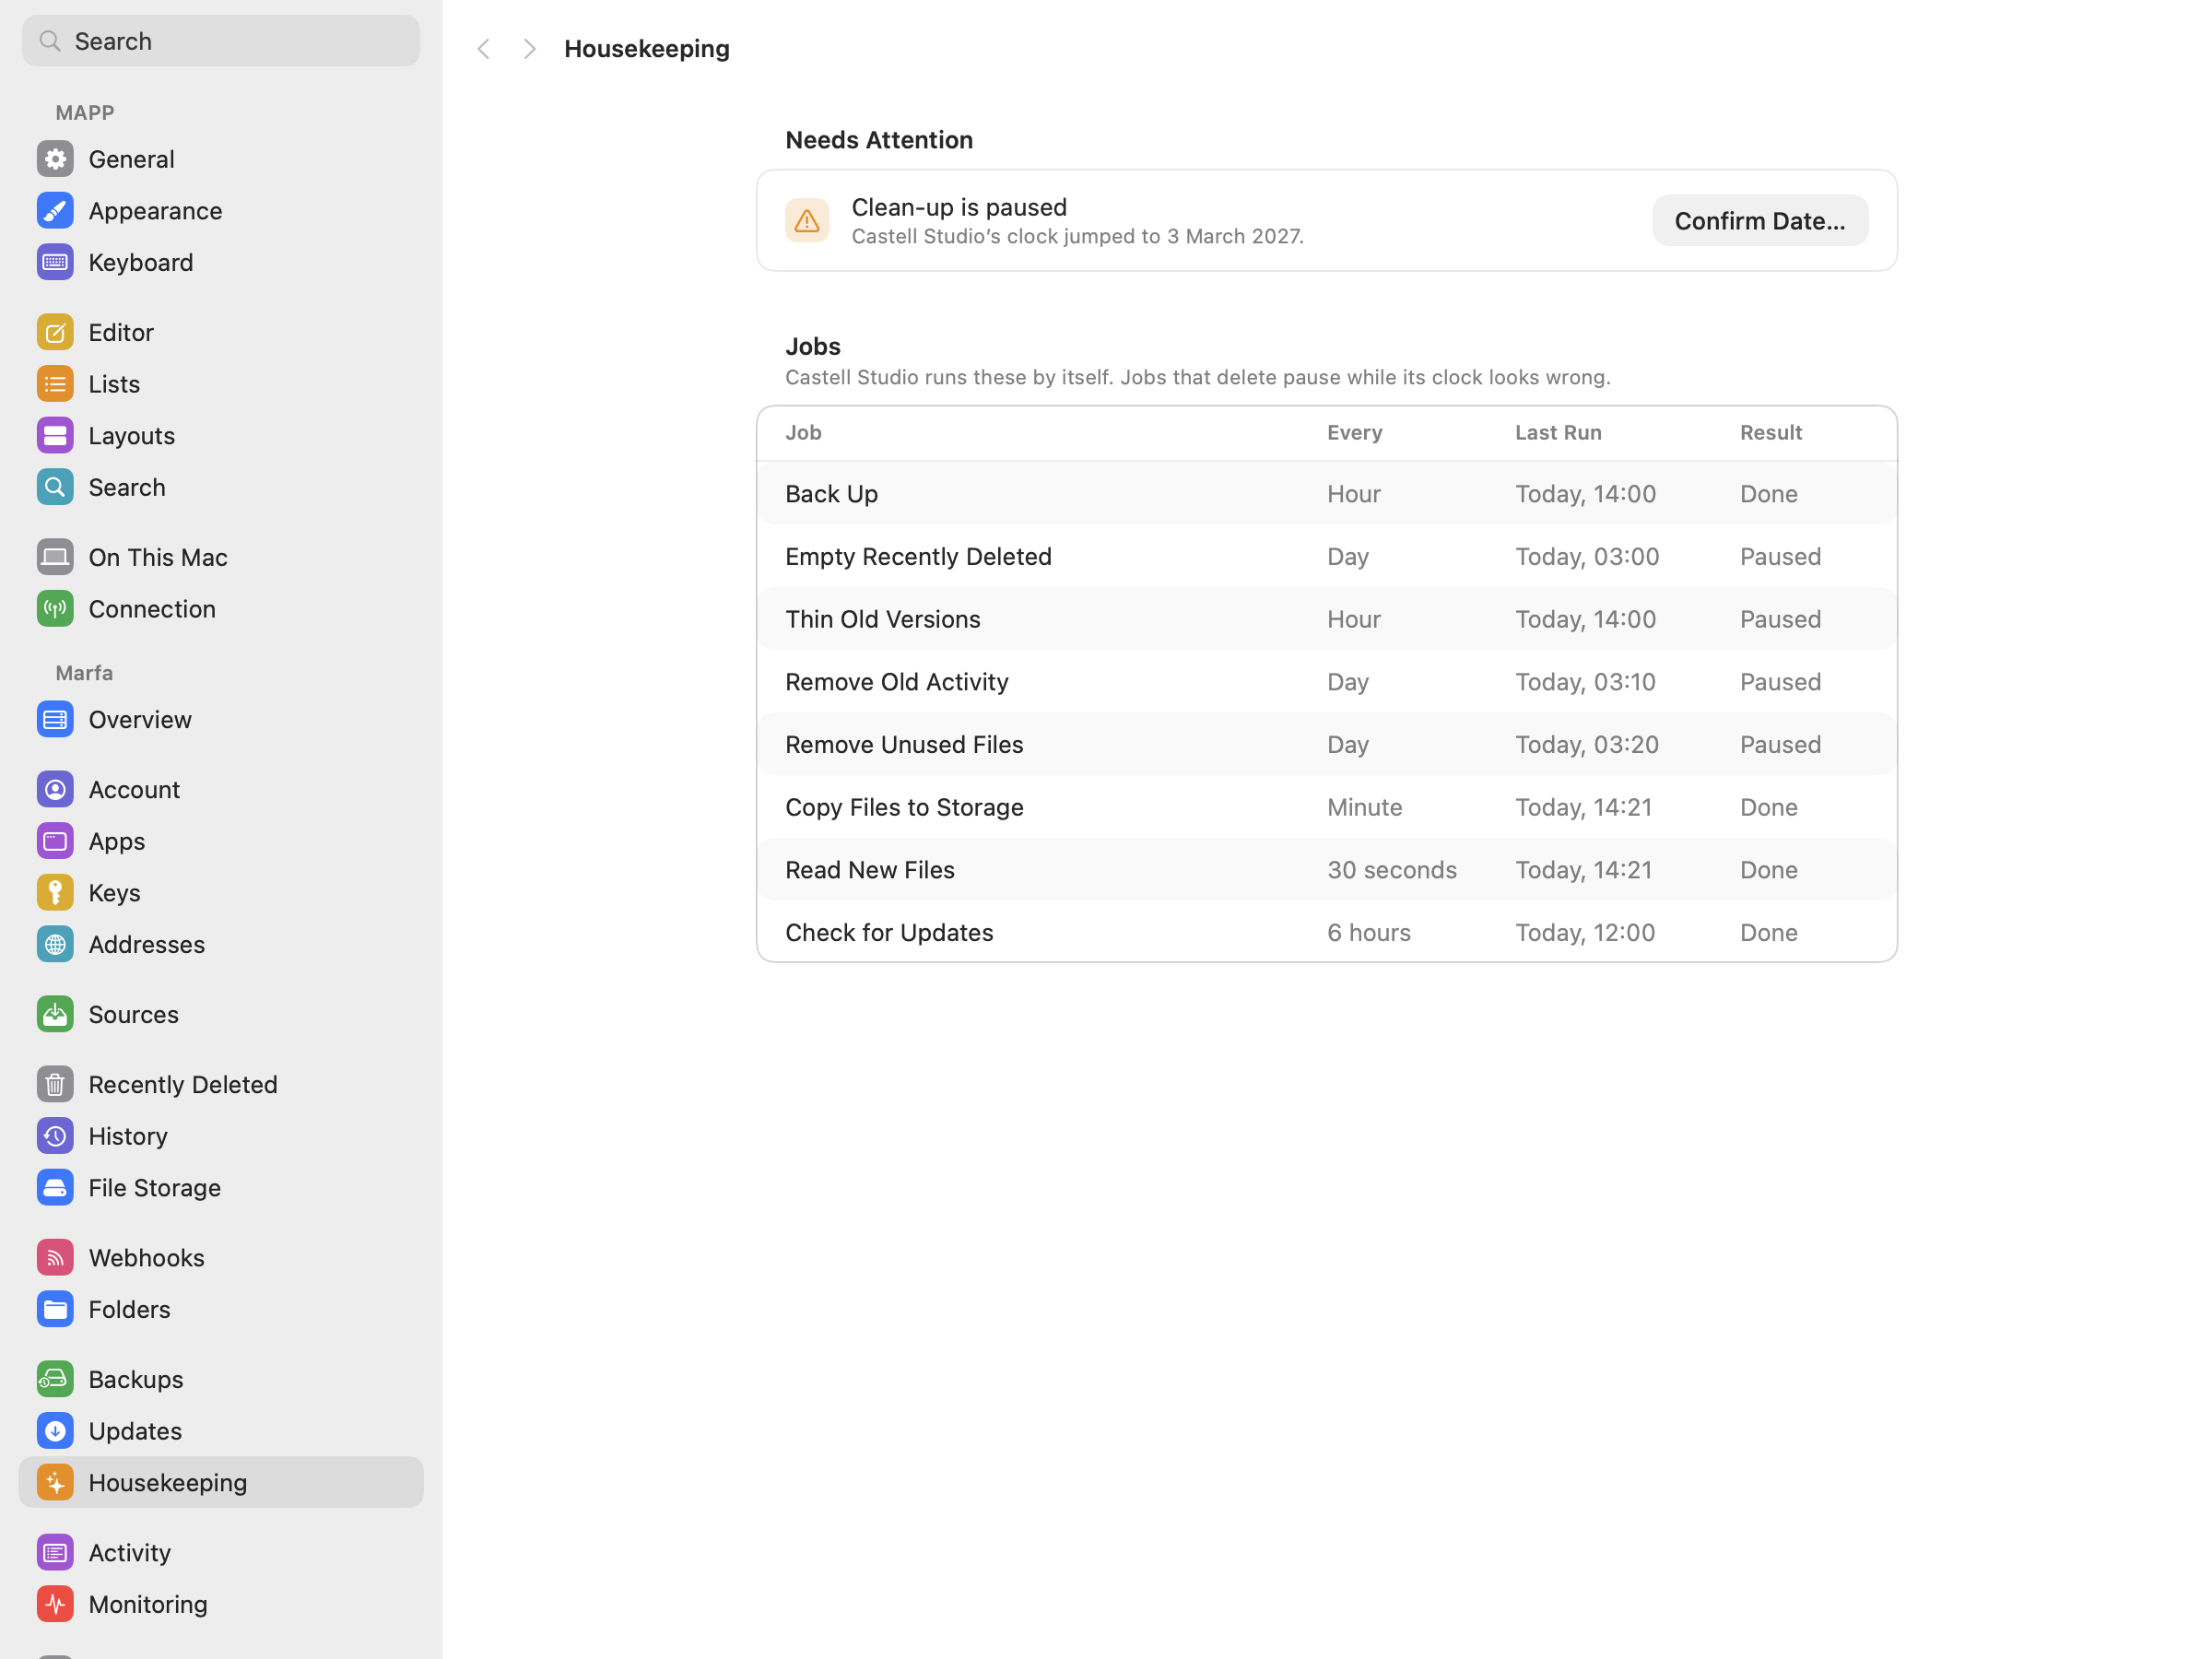 Search
MAPP
General
Appearance
Keyboard
Editor
Lists
Layouts
Search
On This Mac
Connection
Marfa
Overview
Account
Apps
Keys
Addresses
Sources
Recently Deleted
History
File Storage
Webhooks
Folders
Backups
Updates
Housekeeping
Activity
Monitoring
Housekeeping
Needs Attention
Clean-up is paused
Castell Studio’s clock jumped to 3 March 2027.
Confirm Date…
Jobs
Castell Studio runs these by itself. Jobs that delete pause while its clock looks wrong.
Job Every Last Run Result
Back Up Hour Today, 14:00 Done
Empty Recently Deleted Day Today, 03:00 Paused
Thin Old Versions Hour Today, 14:00 Paused
Remove Old Activity Day Today, 03:10 Paused
Remove Unused Files Day Today, 03:20 Paused
Copy Files to Storage Minute Today, 14:21 Done
Read New Files 30 seconds Today, 14:21 Done
Check for Updates 6 hours Today, 12:00 Done